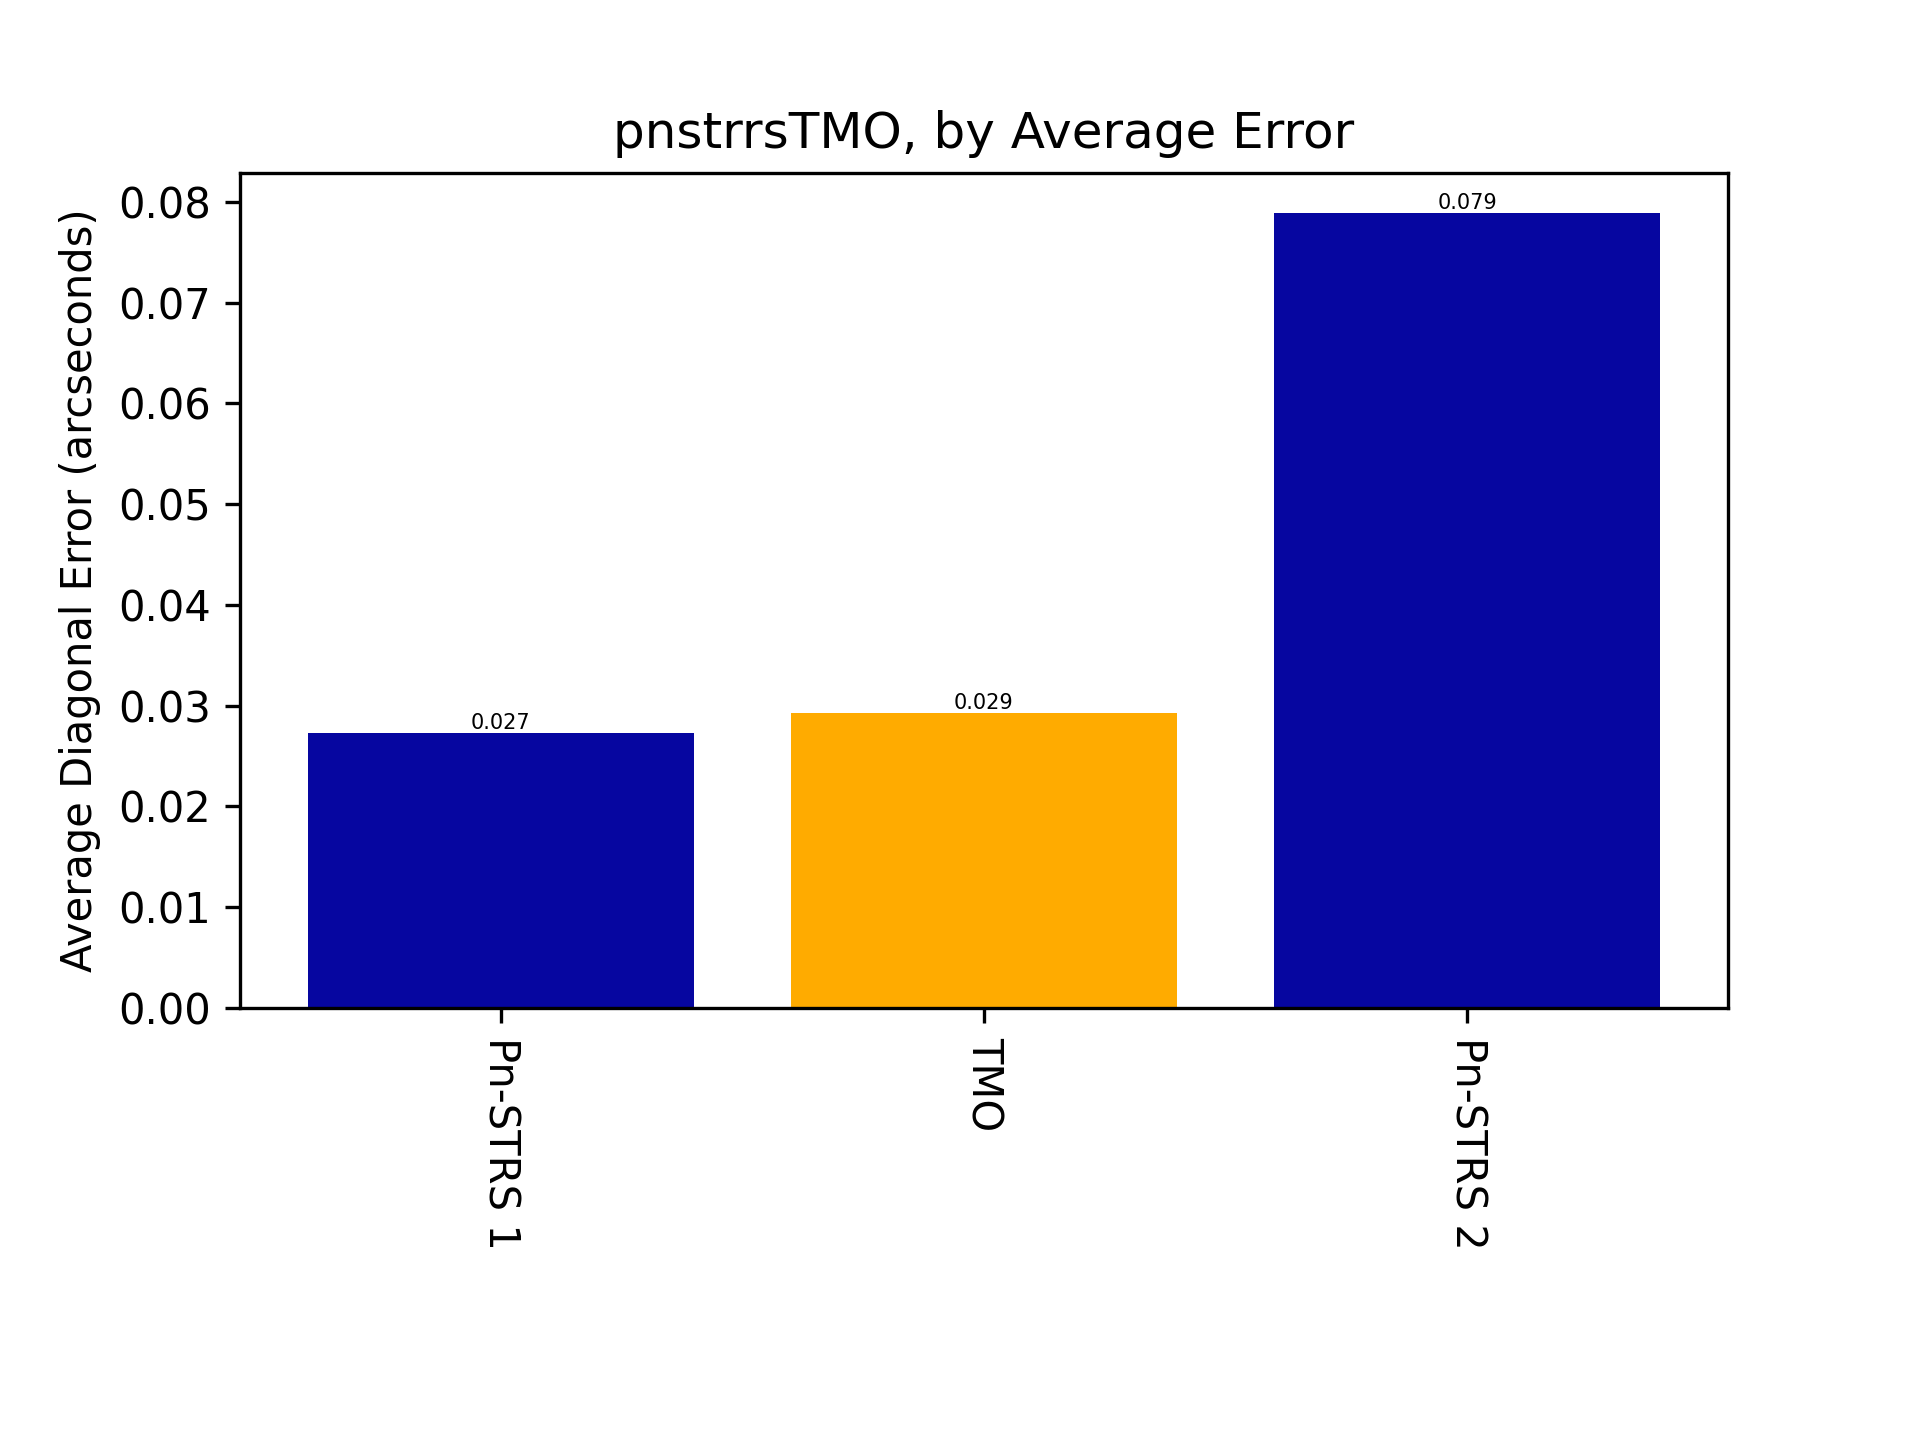 pnstrrsTMO, by Average Error
Average Diagonal Error (arcseconds)
0.08
0.07
0.06
0.05
0.04
0.03
0.02
0.01
0.00
0.027
0.029
0.079
Pn-STRS 1
TMO
Pn-STRS 2